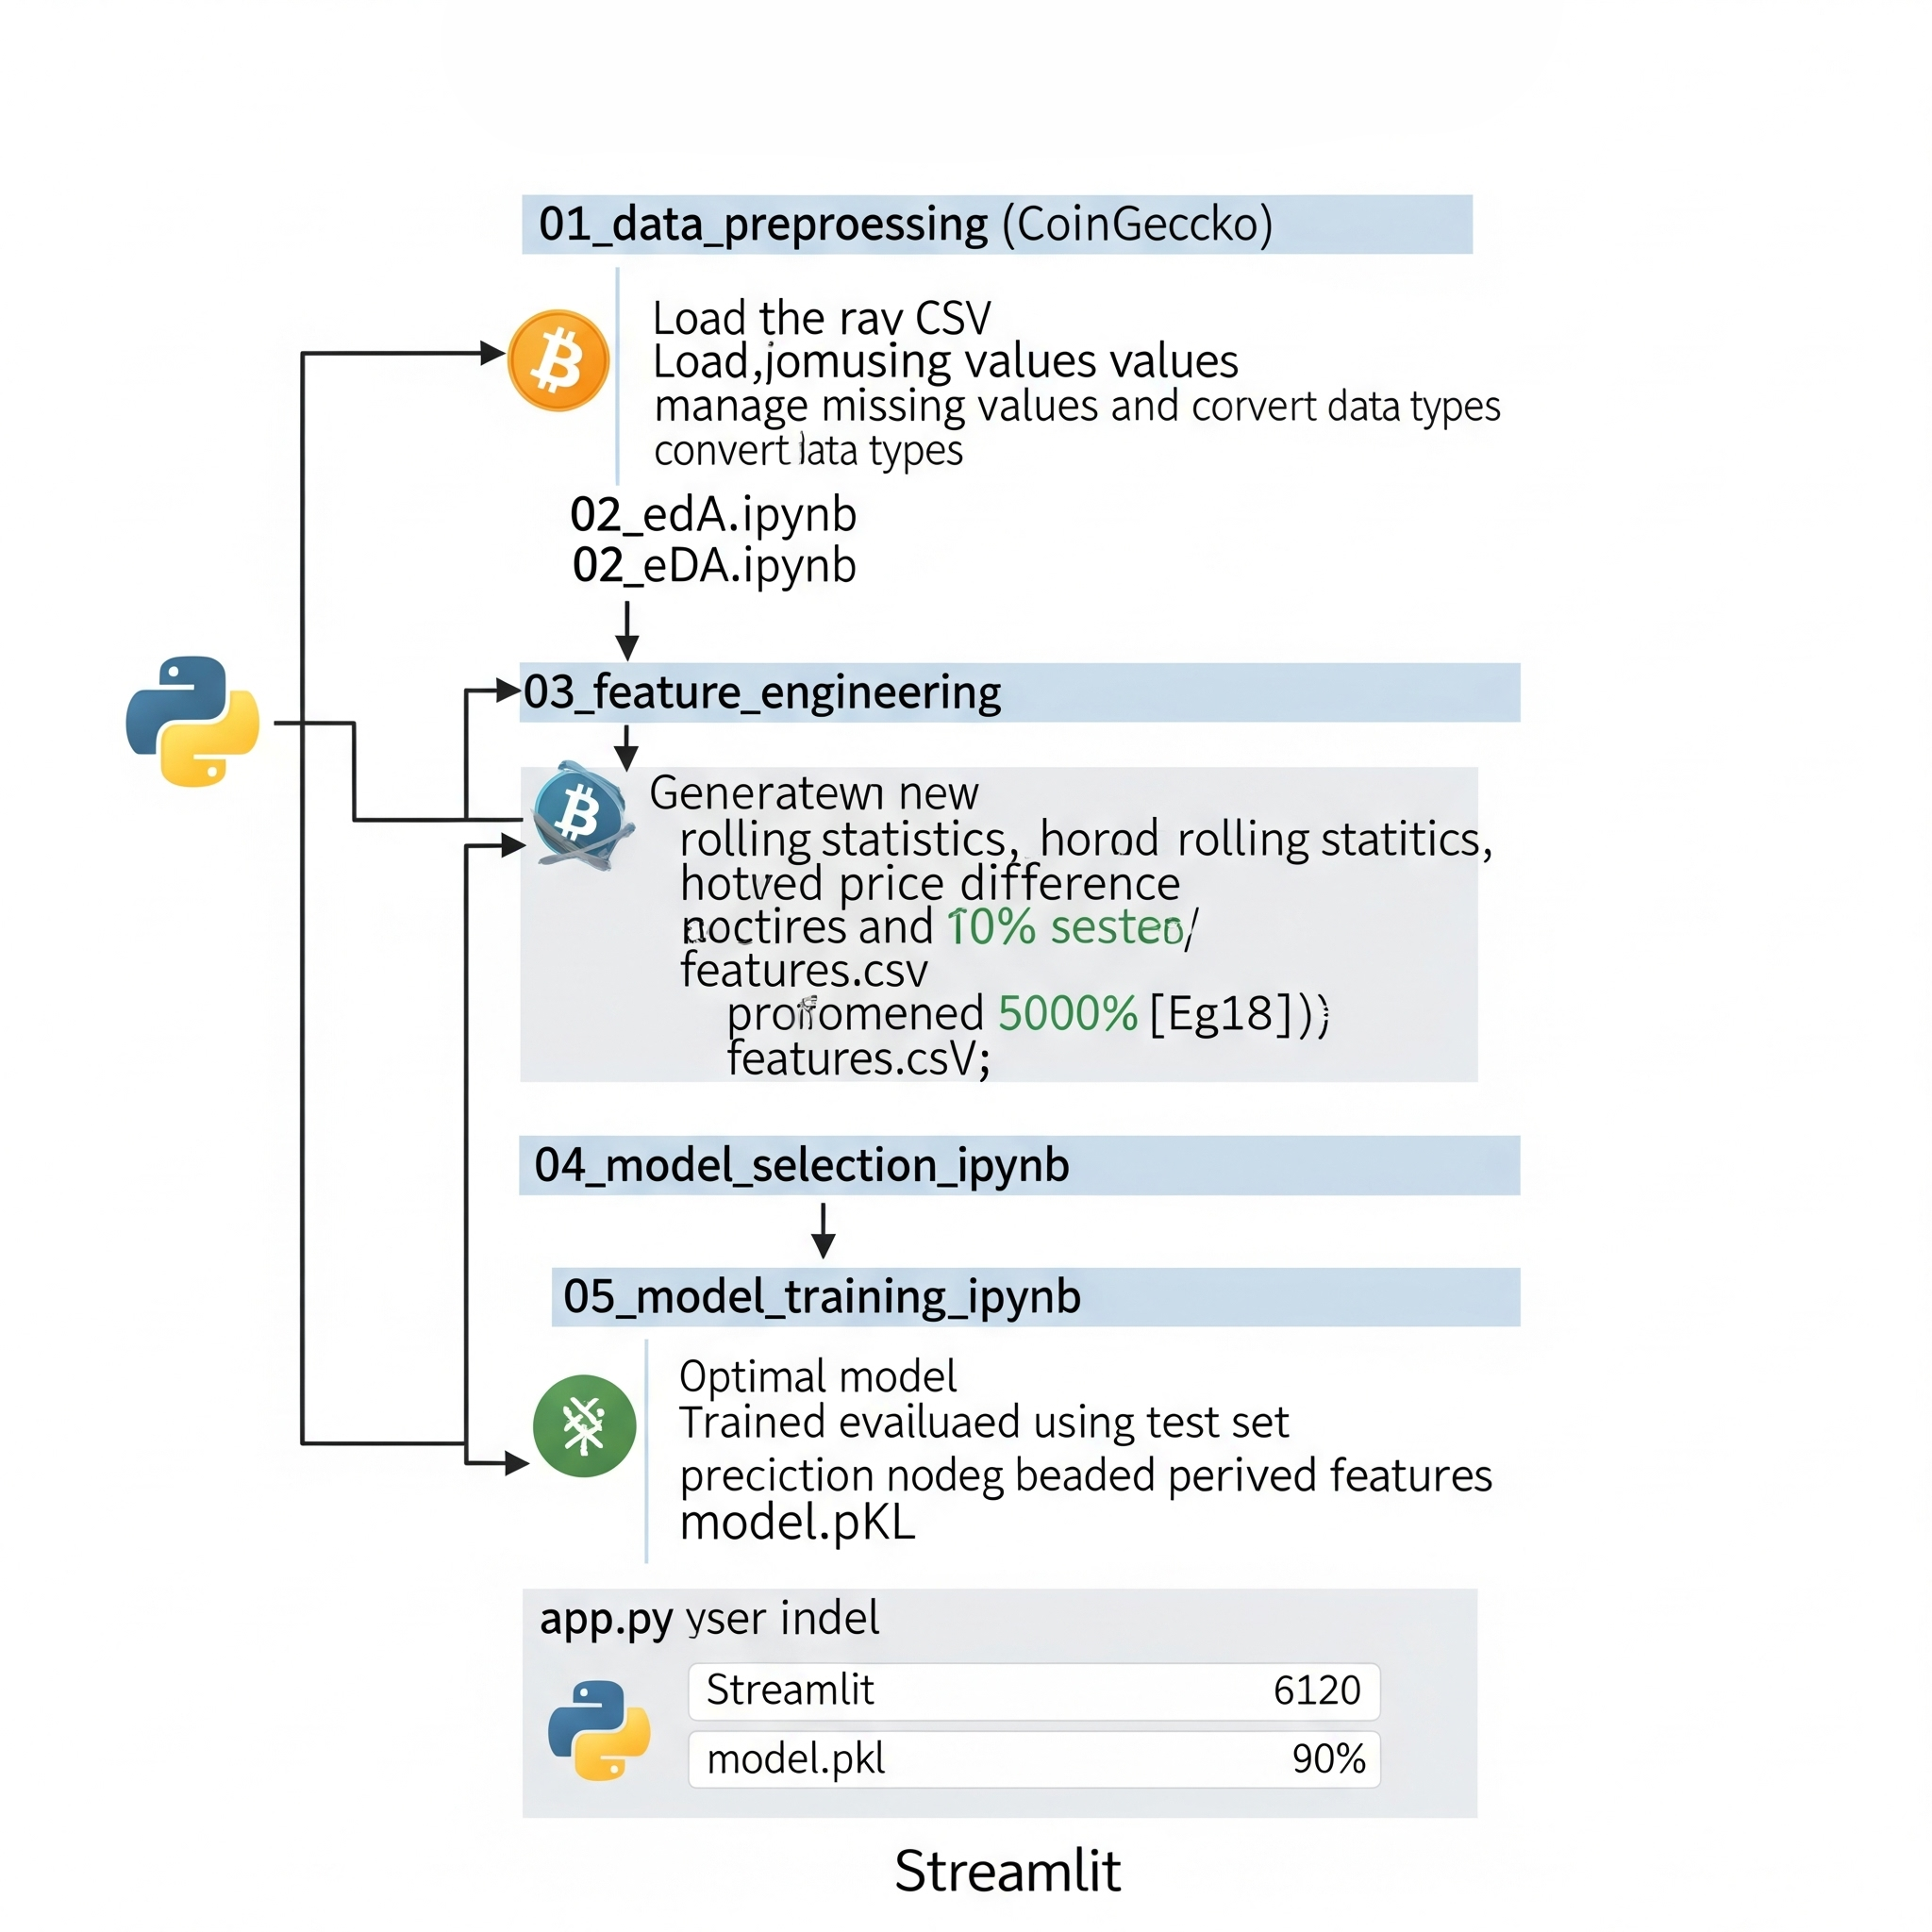 01_data_preproessing (CoinGeccko)
Load the rav CSV
Load,jomusing values values
manage missing values and corvert data types
convert lata types
02_edA.ipynb
02_eDA.ipynb
03_feature_engineering
Generatewn new
rolling statistics, horod rolling statitics,
hotved price difference
and 10% sesteo/
features.csv
5000% [Eg18]))
features.csV;
04_model_selection_ipynb
05_model_training_ipynb
Optimal model
Trained evailuaed using test set
preciction nodeg beaded perived features
model.pKL
app.py yser indel
Streamlit 6120
model.pkl 90%
Streamlit